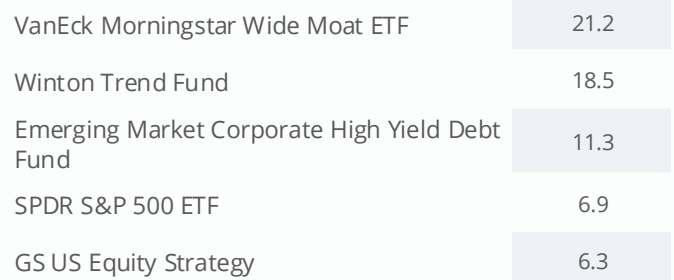 VanEck Morningstar Wide Moat ETF 21.2
Winton Trend Fund 18.5
Emerging Market Corporate High Yield Debt
Fund 11.3
SPDR S&P 500 ETF 6.9
GS US Equity Strategy 6.3